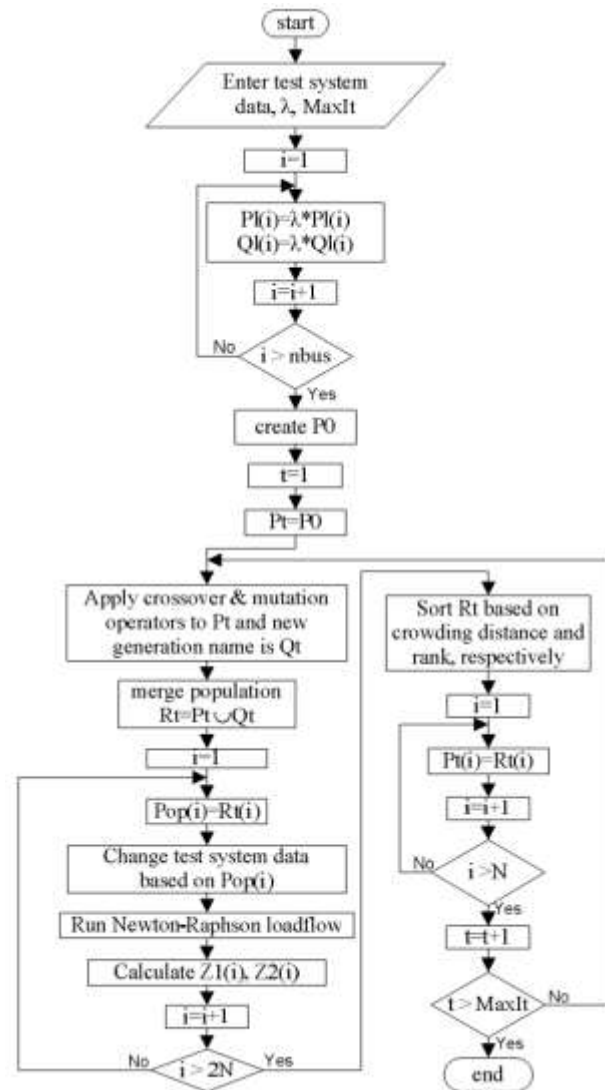 start
Enter test system
data, λ, MaxIt
i=1
Pl(i)=λ*Pl(i)
Ql(i)=λ*Ql(i)
i=i+1
i > nbus
No
Yes
create P0
t=1
Pt=P0
Apply crossover & mutation
operators to Pt and new
generation name is Qt
merge population
Rt=Pt∪Qt
i=1
Pop(i)=Rt(i)
Change test system data
based on Pop(i)
Run Newton-Raphson loadflow
Calculate Z1(i), Z2(i)
i=i+1
i > 2N
No
Yes
Sort Rt based on
crowding distance and
rank, respectively
i=1
Pt(i)=Rt(i)
i=i+1
i >N
No
Yes
t=t+1
t > MaxIt
No
Yes
end